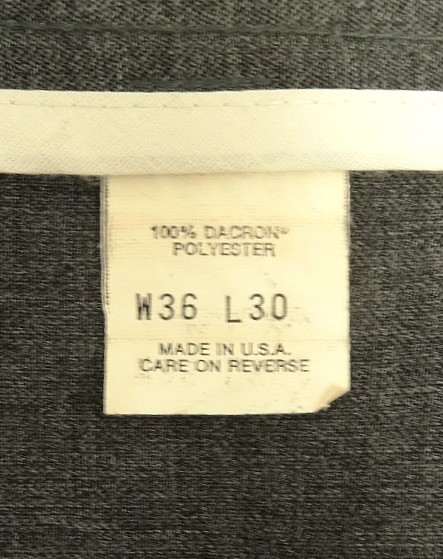 100% DACRON®
POLYESTER
W36 L30
MADE IN U.S.A.
CARE ON REVERSE